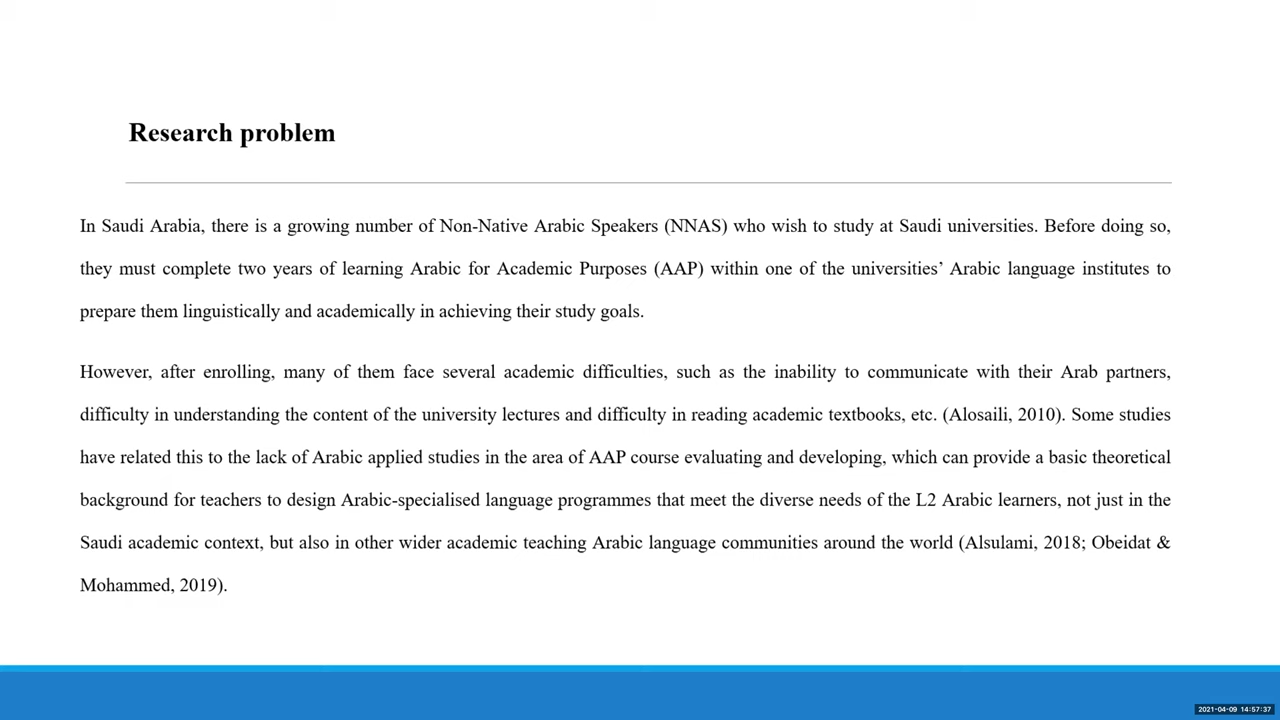 Research problem
In Saudi Arabia, there is a growing number of Non-Native Arabic Speakers (NNAS) who wish to study at Saudi universities. Before doing so,
they must complete two years of learning Arabic for Academic Purposes (AAP) within one of the universities’ Arabic language institutes to
prepare them linguistically and academically in achieving their study goals.
However, after enrolling, many of them face several academic difficulties, such as the inability to communicate with their Arab partners,
difficulty in understanding the content of the university lectures and difficulty in reading academic textbooks, etc. (Alosaili, 2010). Some studies
have related this to the lack of Arabic applied studies in the area of AAP course evaluating and developing, which can provide a basic theoretical
background for teachers to design Arabic-specialised language programmes that meet the diverse needs of the L2 Arabic learners, not just in the
Saudi academic context, but also in other wider academic teaching Arabic language communities around the world (Alsulami, 2018; Obeidat &
Mohammed, 2019).
2021-04-09 14:57:37